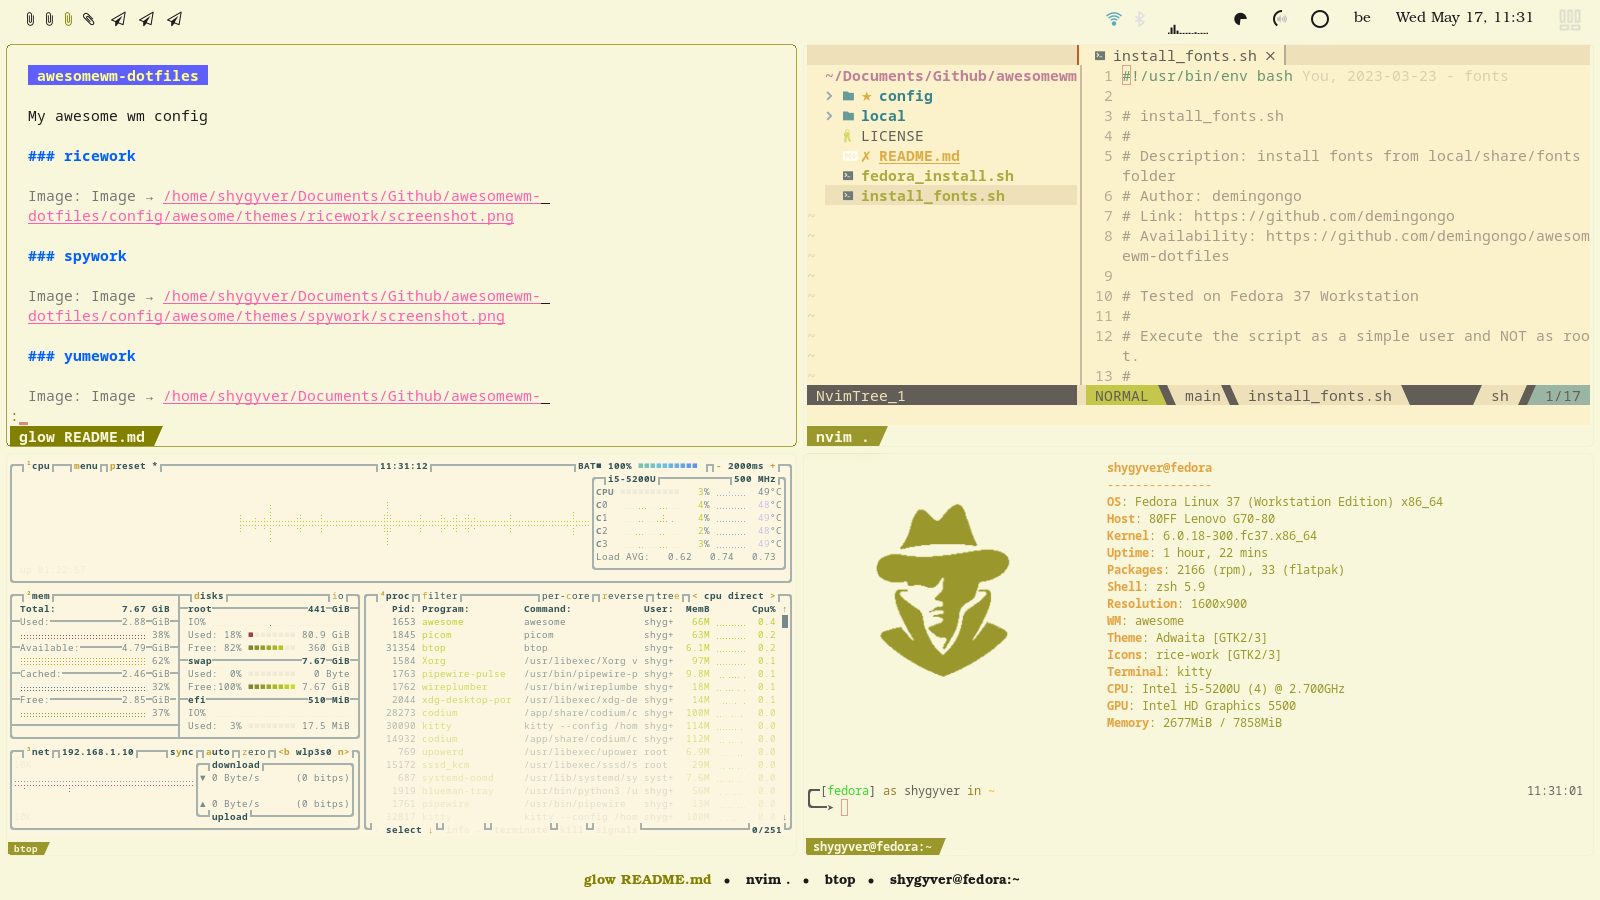 be Wed May 17, 11:31
awesomewm-dotfiles
My awesome wm config
### ricework
Image: Image → /home/shygyver/Documents/Github/awesomewm-
dotfiles/config/awesome/themes/ricework/screenshot.png
### spywork
Image: Image → /home/shygyver/Documents/Github/awesomewm-
dotfiles/config/awesome/themes/spywork/screenshot.png
### yumework
Image: Image → /home/shygyver/Documents/Github/awesomewm-
:
glow README.md
~/Documents/Github/awesomewm
★ config
local
LICENSE
✗ README.md
fedora_install.sh
install_fonts.sh
~
~
~
~
~
~
~
~
~
NvimTree_1
install_fonts.sh ×
1 #!/usr/bin/env bash You, 2023-03-23 - fonts
2
3 # install_fonts.sh
4 #
5 # Description: install fonts from local/share/fonts
folder
6 # Author: demingongo
7 # Link: https://github.com/demingongo
8 # Availability: https://github.com/demingongo/awesom
ewm-dotfiles
9
10 # Tested on Fedora 37 Workstation
11 #
12 # Execute the script as a simple user and NOT as roo
t.
13 #
NORMAL main install_fonts.sh sh 1/17
nvim .
¹cpu menu preset * 11:31:12 BAT■ 100% - 2000ms +
i5-5200U 500 MHz
CPU 3% 49°C
C0 4% 48°C
C1 4% 49°C
C2 2% 48°C
C3 3% 49°C
Load AVG: 0.62 0.74 0.73
up 01:22:17
²mem
Total: 7.67 GiB
Used: 2.88 GiB
38%
Available: 4.79 GiB
62%
Cached: 2.46 GiB
32%
Free: 2.85 GiB
37%
disks io
root 441 GiB
IO%
Used: 18% 80.9 GiB
Free: 82% 360 GiB
swap 7.67 GiB
Used: 0% 0 Byte
Free:100% 7.67 GiB
efi 510 MiB
IO%
Used: 3% 17.5 MiB
³net 192.168.1.10 sync auto zero <b wlp3s0 n>
10K
download
▼ 0 Byte/s (0 bitps)
▲ 0 Byte/s (0 bitps)
upload
10K
⁴proc filter per-core reverse tree < cpu direct >
Pid: Program: Command: User: MemB Cpu% ↑
1653 awesome awesome shyg+ 66M 0.4
1845 picom picom shyg+ 63M 0.2
31354 btop btop shyg+ 6.1M 0.2
1584 Xorg /usr/libexec/Xorg v shyg+ 97M 0.1
1763 pipewire-pulse /usr/bin/pipewire-p shyg+ 9.8M 0.1
1762 wireplumber /usr/bin/wireplumbe shyg+ 18M 0.1
2044 xdg-desktop-por /usr/libexec/xdg-de shyg+ 14M 0.1
28273 codium /app/share/codium/c shyg+ 100M 0.0
30090 kitty kitty --config /hom shyg+ 114M 0.0
14932 codium /app/share/codium/c shyg+ 112M 0.0
769 upowerd /usr/libexec/upower root 6.9M 0.0
15172 sssd_kcm /usr/libexec/sssd/s root 29M 0.0
687 systemd-oomd /usr/lib/systemd/sy syst+ 7.6M 0.0
1919 blueman-tray /usr/bin/python3 /u shyg+ 56M 0.0
1761 pipewire /usr/bin/pipewire shyg+ 13M 0.0
32817 kitty kitty --config /hom shyg+ 108M 0.0
select ↓ info terminate kill signals 0/251
btop
shygyver@fedora
---------------
OS: Fedora Linux 37 (Workstation Edition) x86_64
Host: 80FF Lenovo G70-80
Kernel: 6.0.18-300.fc37.x86_64
Uptime: 1 hour, 22 mins
Packages: 2166 (rpm), 33 (flatpak)
Shell: zsh 5.9
Resolution: 1600x900
WM: awesome
Theme: Adwaita [GTK2/3]
Icons: rice-work [GTK2/3]
Terminal: kitty
CPU: Intel i5-5200U (4) @ 2.700GHz
GPU: Intel HD Graphics 5500
Memory: 2677MiB / 7858MiB
[fedora] as shygyver in ~ 11:31:01
shygyver@fedora:~
glow README.md • nvim . • btop • shygyver@fedora:~